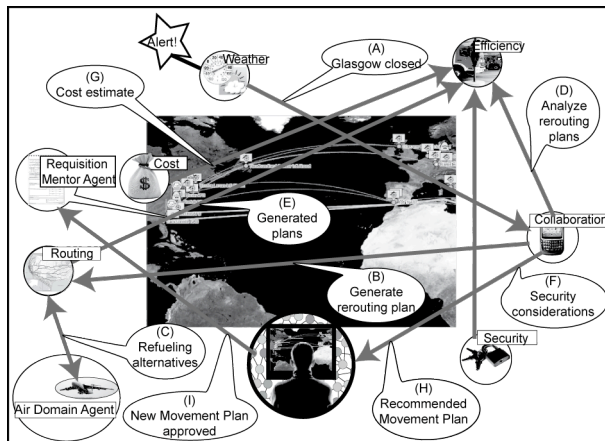 Alert!
Weather
(A)
Glasgow closed
Efficiency
(G)
Cost estimate
(D)
Analyze
rerouting
plans
Requisition
Mentor Agent
Cost
(E)
Generated
plans
Collaboration
Routing
(B)
Generate
rerouting plan
(F)
Security
considerations
(C)
Refueling
alternatives
Security
Air Domain Agent
(I)
New Movement Plan
approved
(H)
Recommended
Movement Plan